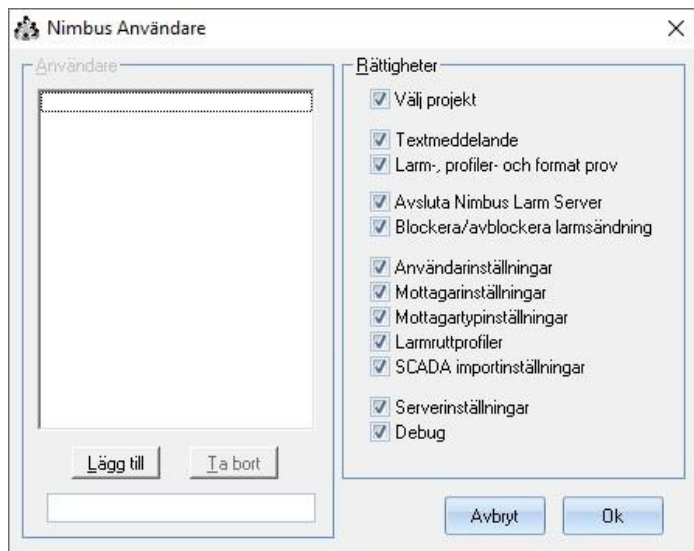 Nimbus Användare
Användare
Lägg till
Ta bort
Rättigheter
Välj projekt
Textmeddelande
Larm-, profiler- och format prov
Avsluta Nimbus Larm Server
Blockera/avblockera larmsändning
Användarinställningar
Mottagarinställningar
Mottagartypinställningar
Larmruttprofiler
SCADA importinställningar
Serverinställningar
Debug
Avbryt
Ok